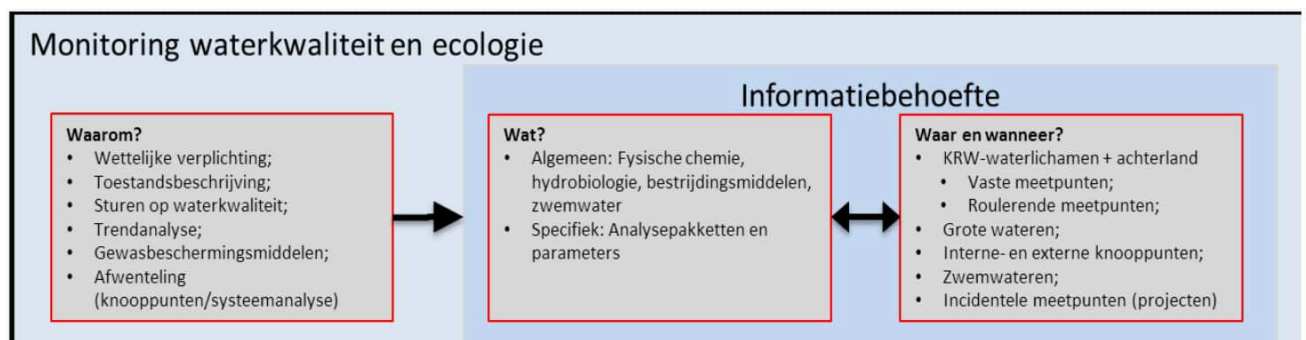 Monitoring waterkwaliteit en ecologie
Informatiebehoefte
Waarom?
• Wettelijke verplichting;
• Toestandsbeschrijving;
• Sturen op waterkwaliteit;
• Trendanalyse;
• Gewasbeschermingsmiddelen;
• Afwenteling
(knooppunten/systeemanalyse)
Wat?
• Algemeen: Fysische chemie,
hydrobiologie, bestrijdingsmiddelen,
zwemwater
• Specifiek: Analysepakketten en
parameters
Waar en wanneer?
• KRW-waterlichamen + achterland
• Vaste meetpunten;
• Roulerende meetpunten;
• Grote wateren;
• Interne- en externe knooppunten;
• Zwemwateren;
• Incidentele meetpunten (projecten)